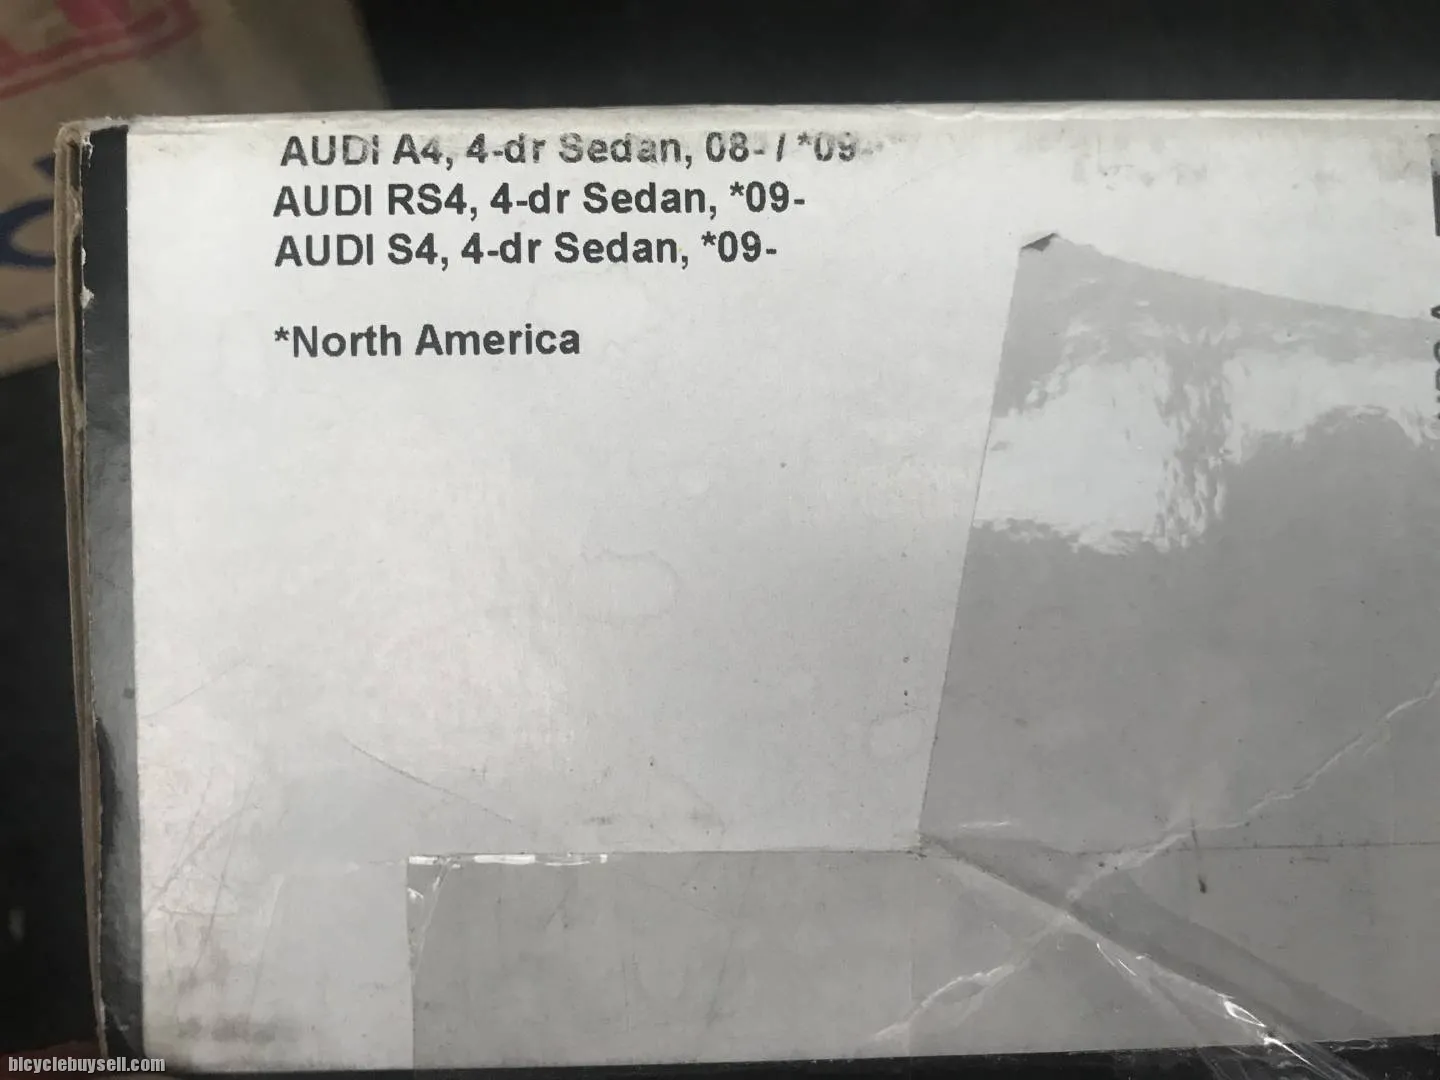 AUDI A4, 4-dr Sedan, 08- / *09-
AUDI RS4, 4-dr Sedan, *09-
AUDI S4, 4-dr Sedan, *09-
*North America
bicyclebuysell.com